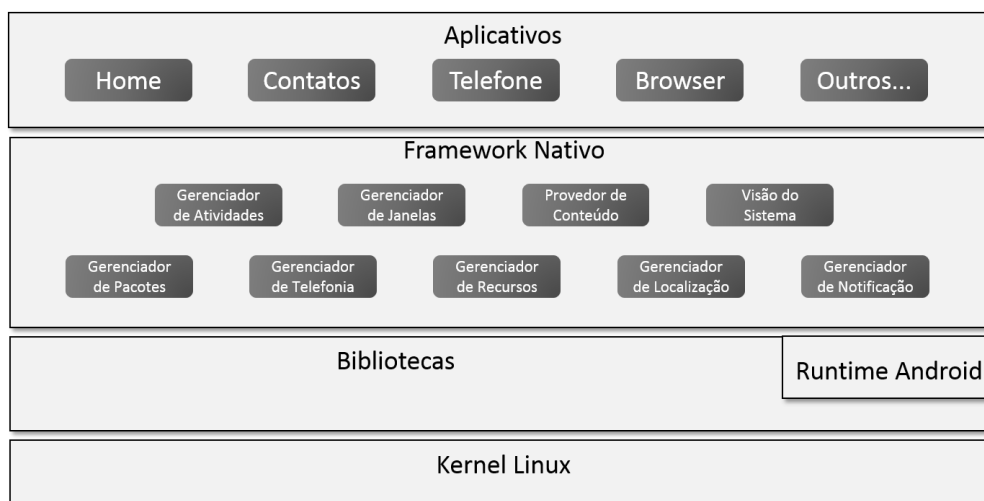 Aplicativos
Home
Contatos
Telefone
Browser
Outros...
Framework Nativo
Gerenciador
de Atividades
Gerenciador
de Janelas
Provedor de
Conteúdo
Visão do
Sistema
Gerenciador
de Pacotes
Gerenciador
de Telefonia
Gerenciador
de Recursos
Gerenciador
de Localização
Gerenciador
de Notificação
Bibliotecas
Runtime Android
Kernel Linux